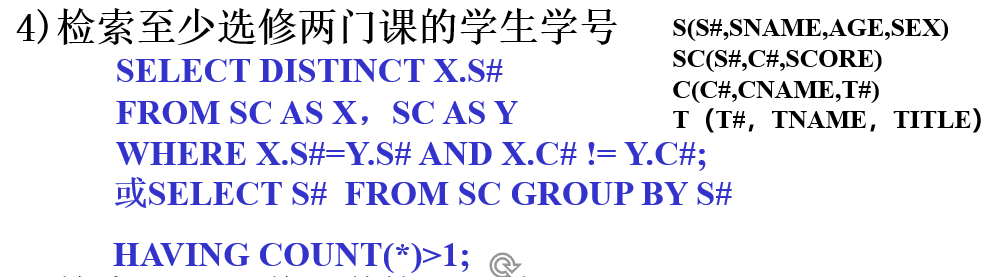 4)检索至少选修两门课的学生学号
SELECT DISTINCT X.S#
FROM SC AS X，SC AS Y
WHERE X.S#=Y.S# AND X.C# != Y.C#;
或SELECT S# FROM SC GROUP BY S#
HAVING COUNT(*)>1;
S(S#,SNAME,AGE,SEX)
SC(S#,C#,SCORE)
C(C#,CNAME,T#)
T（T#，TNAME，TITLE）